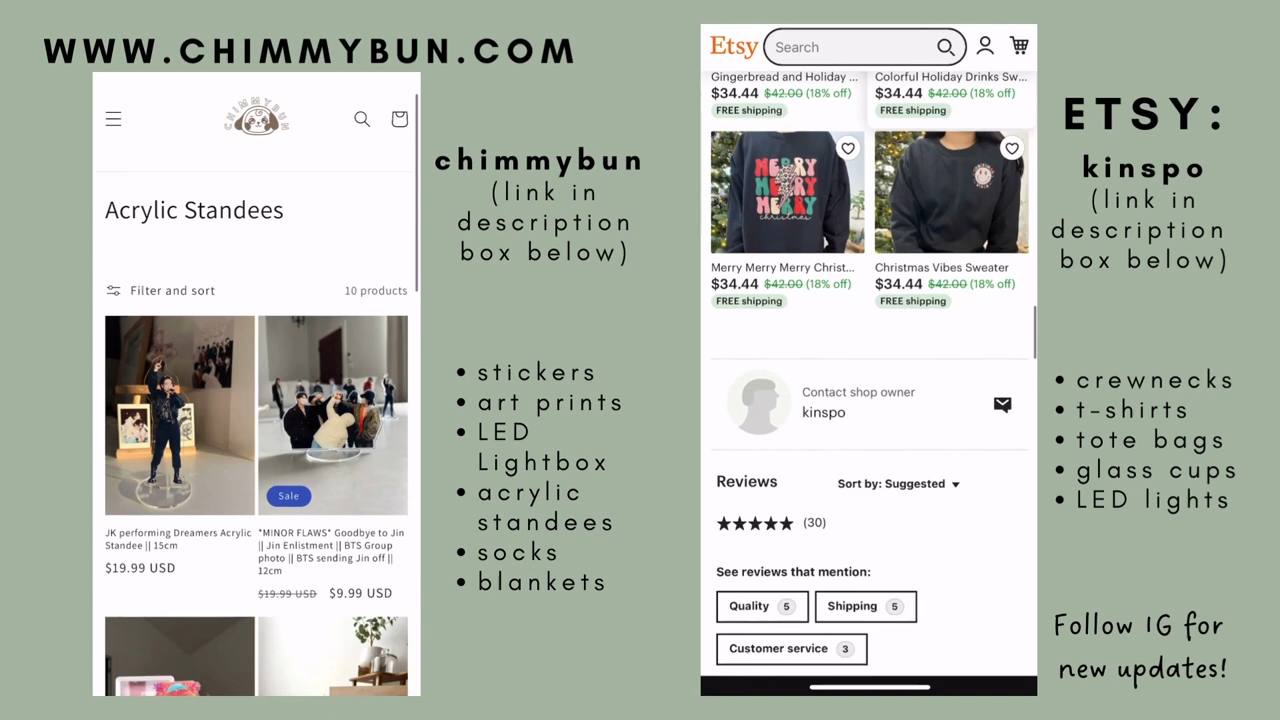 WWW.CHIMMYBUN.COM
CHIMMYBUN
Acrylic Standees
Filter and sort
10 products
Sale
JK performing Dreamers Acrylic
Standee || 15cm
$19.99 USD
*MINOR FLAWS* Goodbye to Jin
|| Jin Enlistment || BTS Group
photo || BTS sending Jin off ||
12cm
$19.99 USD $9.99 USD
chimmybun
(link in
description
box below)
• stickers
• art prints
• LED
Lightbox
• acrylic
standees
• socks
• blankets
Etsy
Search
Gingerbread and Holiday ...
$34.44 $42.00 (18% off)
FREE shipping
Colorful Holiday Drinks Sw...
$34.44 $42.00 (18% off)
FREE shipping
MERRY
MERRY
MERRY
christmas
Merry Merry Merry Christ...
$34.44 $42.00 (18% off)
FREE shipping
Christmas Vibes Sweater
$34.44 $42.00 (18% off)
FREE shipping
Contact shop owner
kinspo
Reviews
Sort by: Suggested
(30)
See reviews that mention:
Quality 5
Shipping 5
Customer service 3
ETSY:
kinspo
(link in
description
box below)
• crewnecks
• t-shirts
• tote bags
• glass cups
• LED lights
Follow IG for
new updates!